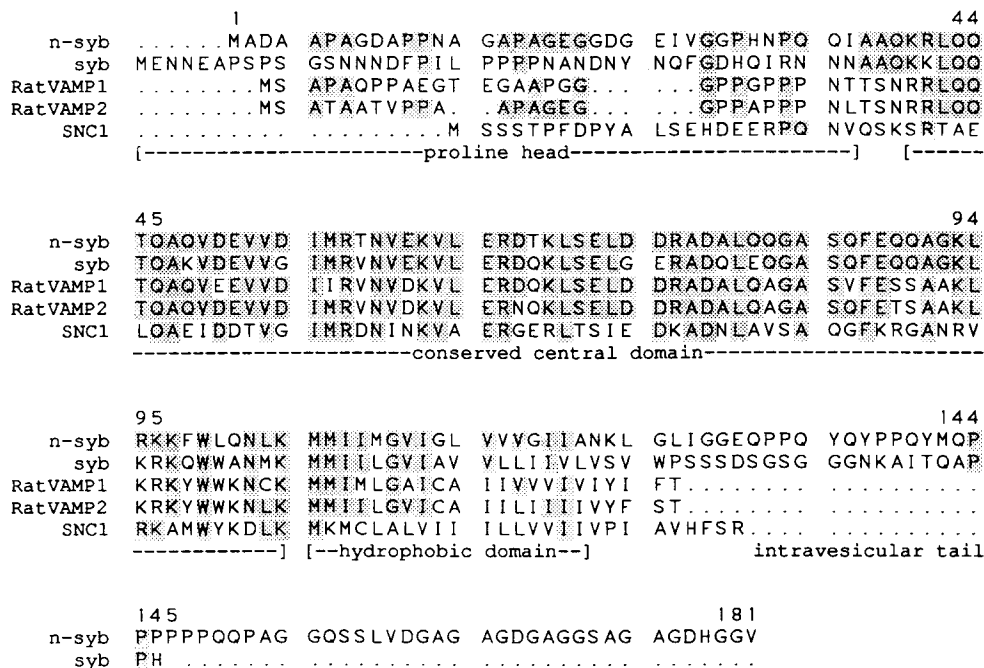 1 44
n-syb . . . . . . MADA APAGDAPPNA GAPAGEGGDG EIVGGPHNPQ QIAAQKRLQQ
syb MENNEAPSPS GSNNNDFPIL PPPPNANDNY NQFGDHQIRN NNAAQKKLQQ
RatVAMP1 . . . . . . . . MS APAQPPAEGT EGAAPGG . . . GPPGPPP NTTSNRRLQQ
RatVAMP2 . . . . . . . . MS ATAATVPPA. . APAGEG . . . GPPAPPP NLTSNRRLQQ
SNC1 . . . . . . . . . . . . . . . . . . . M SSSTPFDPYA LSEHDEERPQ NVQSKSRTAE
[------------------------proline head------------------------] [------
45 94
n-syb TQAQVDEVVD IMRTNVEKVL ERDTKLSELD DRADALQQGA SQFEQQAGKL
syb TQAKVDEVVG IMRVNVEKVL ERDQKLSELG ERADQLEQGA SQFEQQAGKL
RatVAMP1 TQAQVEEVVD IIRVNVDKVL ERDQKLSELD DRADALQAGA SVFESSAAKL
RatVAMP2 TQAQVDEVVD IMRVNVDKVL ERNQKLSELD DRADALQAGA SQFETSAAKL
SNC1 LQAEIDDTVG IMRDNINKVA ERGERLTSIE DKADNLAVSA QGFKRGANRV
-----------------------conserved central domain-----------------------
95 144
n-syb RKKFWLQNLK MMIIMGVIGL VVVGIIANKL GLIGGEQPPQ YQYPPQYMQP
syb KRKQWWANMK MMIILGVIAV VLLIIVLVSV WPSSSDSGSG GGNKAITQAP
RatVAMP1 KRKYWWKNCK MMIMLGAICA IIVVVIVIYI FT. . . . . . . . . . . . . . . . . .
RatVAMP2 KRKYWWKNLK MMIILGVICA IILIIIIVYF ST. . . . . . . . . . . . . . . . . .
SNC1 RKAMWYKDLK MKMCLALVII ILLVVIIVPI AVHFSR. . . . . . . . . . . . . .
------------] [--hydrophobic domain--] intravesicular tail
145 181
n-syb PPPPPQQPAG GQSSLVDGAG AGDGAGGSAG AGDHGGV
syb PH . . . . . . . . . . . . . . . . . . . . . . . . . . . . . . . . . . .